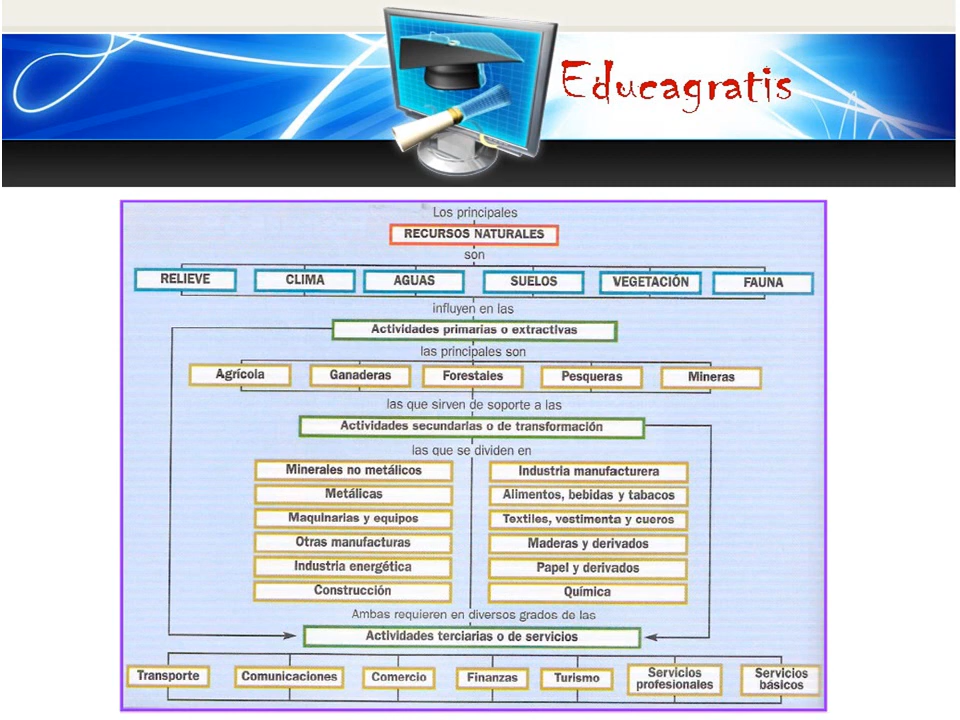 Educagratis
Los principales
RECURSOS NATURALES
son
RELIEVE CLIMA AGUAS SUELOS VEGETACIÓN FAUNA
influyen en las
Actividades primarias o extractivas
las principales son
Agrícola Ganaderas Forestales Pesqueras Mineras
las que sirven de soporte a las
Actividades secundarias o de transformación
las que se dividen en
Minerales no metálicos Industria manufacturera
Metálicas Alimentos, bebidas y tabacos
Maquinarias y equipos Textiles, vestimenta y cueros
Otras manufacturas Maderas y derivados
Industria energética Papel y derivados
Construcción Química
Ambas requieren en diversos grados de las
Actividades terciarias o de servicios
Transporte Comunicaciones Comercio Finanzas Turismo Servicios profesionales Servicios básicos